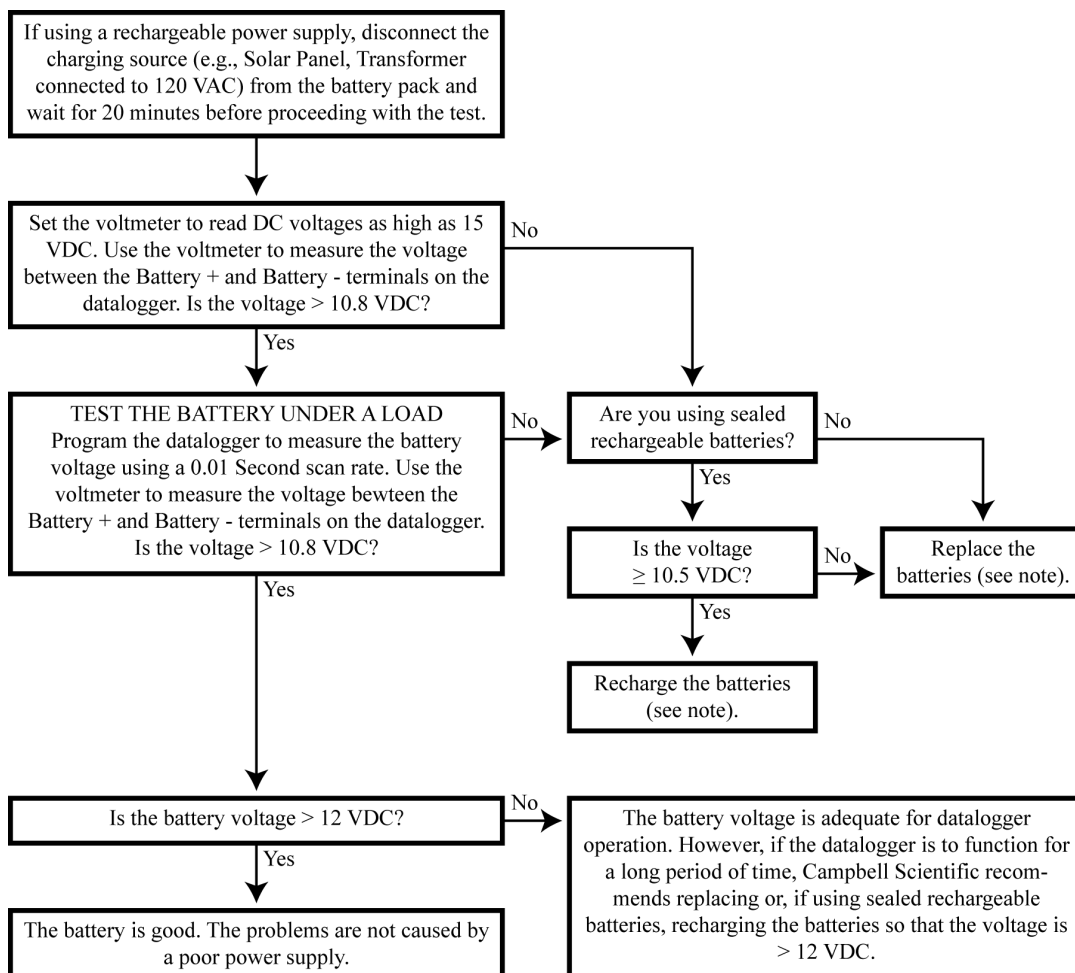 If using a rechargeable power supply, disconnect the
charging source (e.g., Solar Panel, Transformer
connected to 120 VAC) from the battery pack and
wait for 20 minutes before proceeding with the test.
Set the voltmeter to read DC voltages as high as 15
VDC. Use the voltmeter to measure the voltage
between the Battery + and Battery - terminals on the
datalogger. Is the voltage > 10.8 VDC?
No
Yes
TEST THE BATTERY UNDER A LOAD
Program the datalogger to measure the battery
voltage using a 0.01 Second scan rate. Use the
voltmeter to measure the voltage bewteen the
Battery + and Battery - terminals on the datalogger.
Is the voltage > 10.8 VDC?
No
Are you using sealed
rechargeable batteries?
No
Yes
Yes
Is the voltage
≥ 10.5 VDC?
No
Replace the
batteries (see note).
Yes
Recharge the batteries
(see note).
Is the battery voltage > 12 VDC?
No
The battery voltage is adequate for datalogger
operation. However, if the datalogger is to function for
a long period of time, Campbell Scientific recom-
mends replacing or, if using sealed rechargeable
batteries, recharging the batteries so that the voltage is
> 12 VDC.
Yes
The battery is good. The problems are not caused by
a poor power supply.